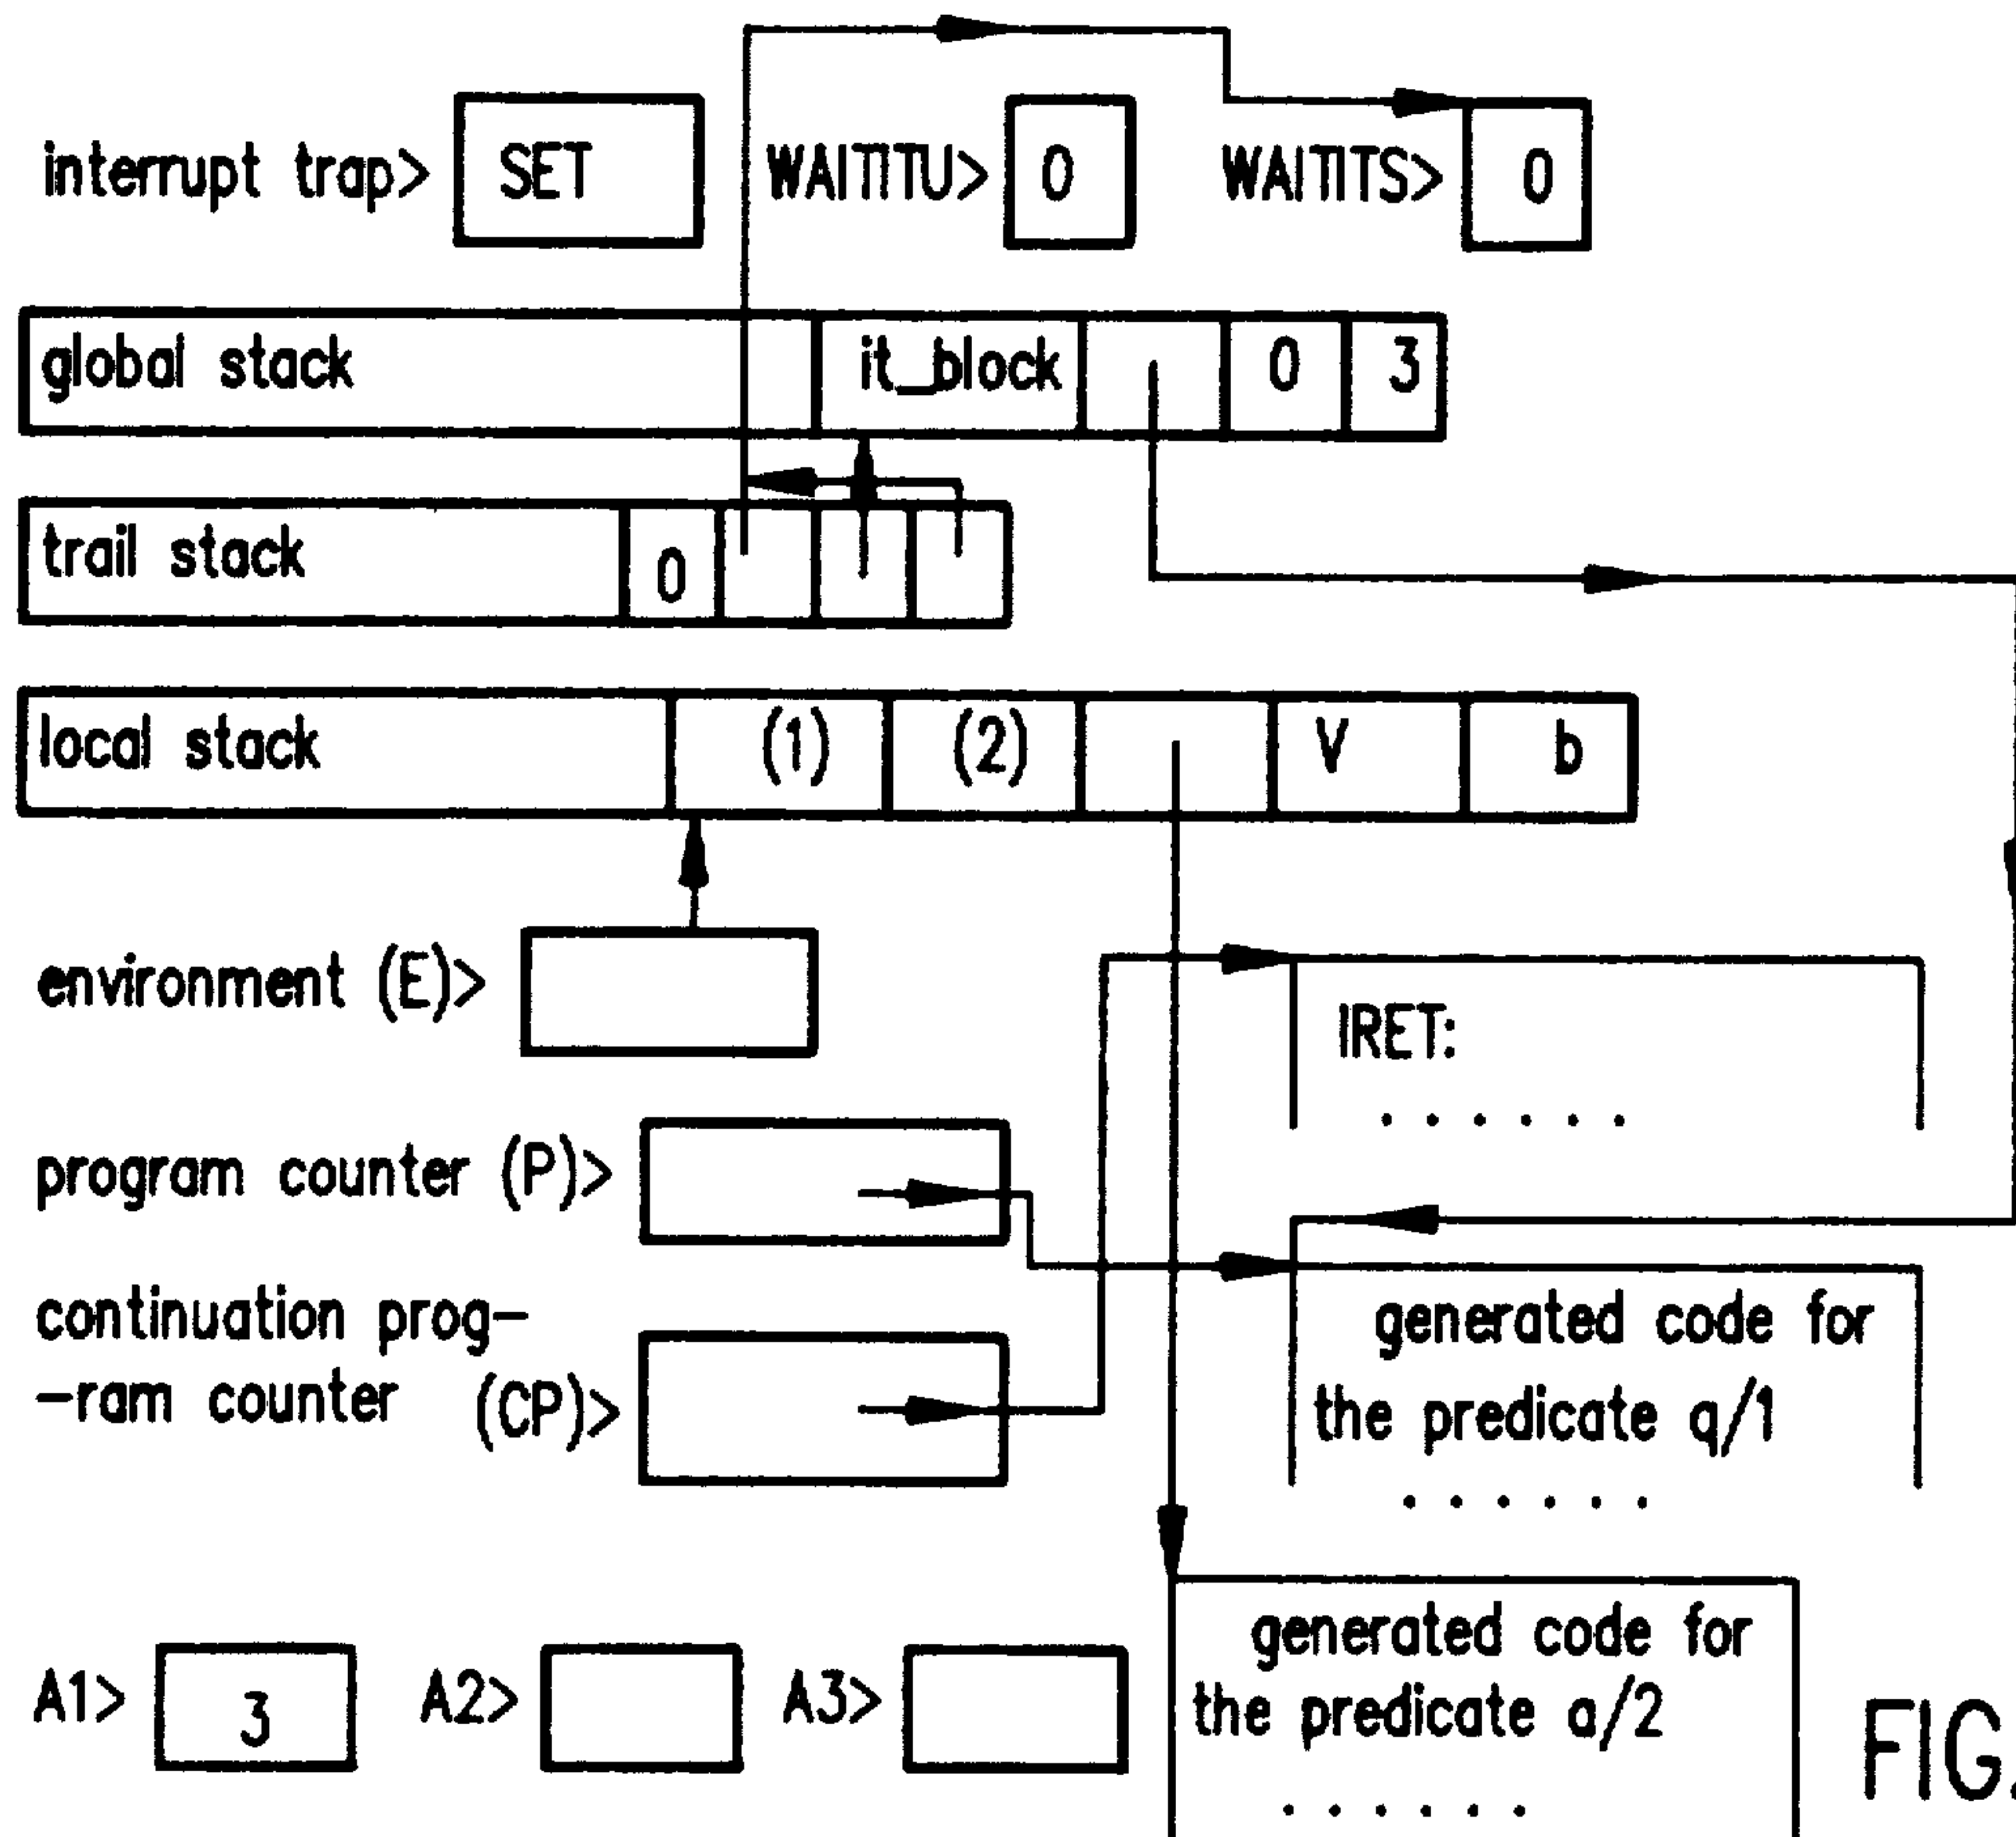 interrupt trap> SET WAITITU> 0 WAITITS> 0
global stack it_block 0 3
trail stack 0
local stack (1) (2) V b
environment (E)>
IRET:
. . . . . .
program counter (P)>
continuation prog-
-ram counter (CP)>
generated code for
the predicate q/1
. . . . . .
generated code for
the predicate a/2
. . . . . .
A1> 3 A2> A3>
FIG.